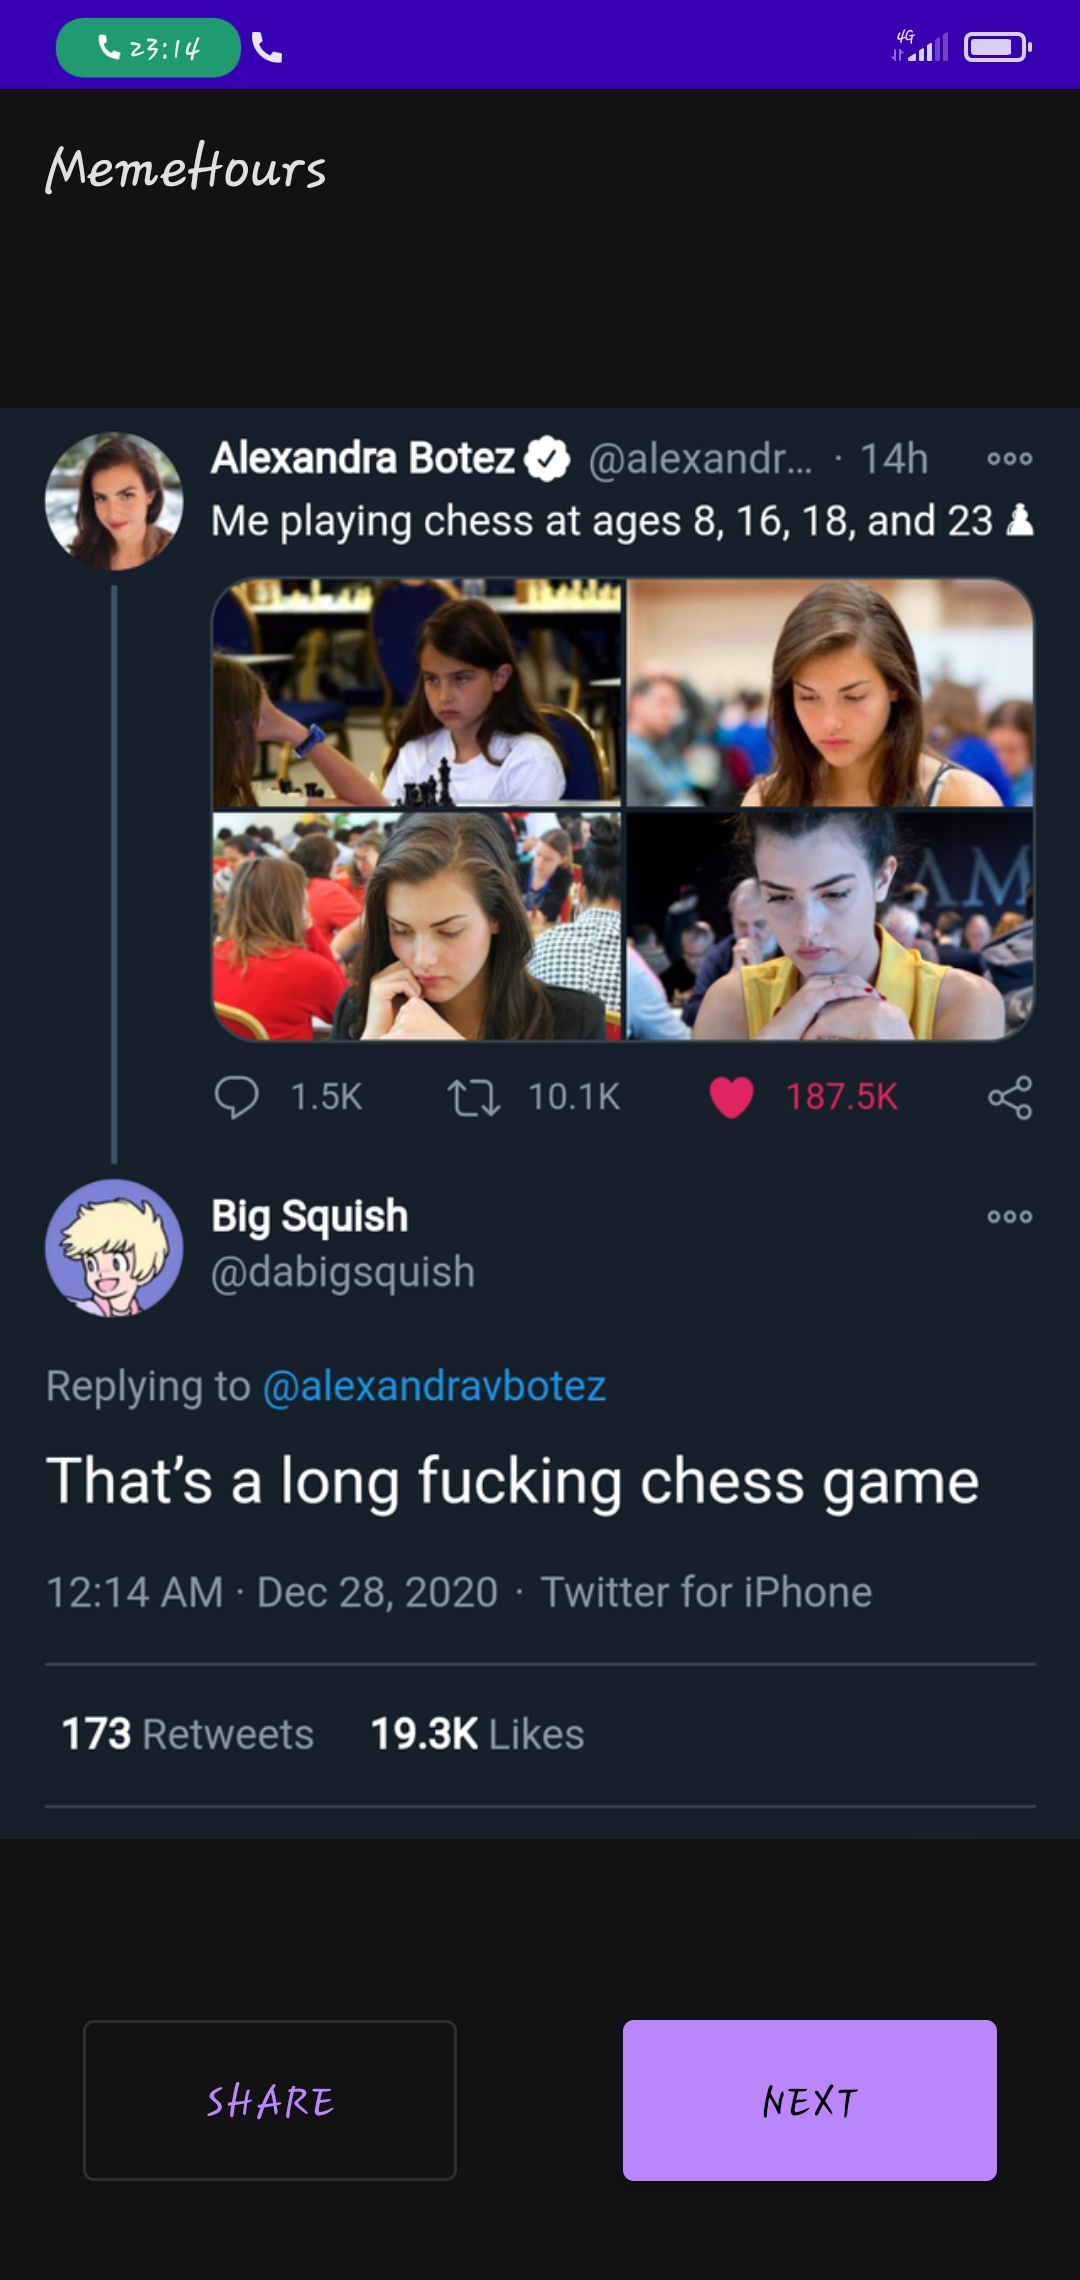 23:14
4G
MemeHours
Alexandra Botez @alexandr... · 14h
Me playing chess at ages 8, 16, 18, and 23 ♟
AM
1.5K 10.1K 187.5K
Big Squish
@dabigsquish
Replying to @alexandravbotez
That's a long fucking chess game
12:14 AM · Dec 28, 2020 · Twitter for iPhone
173 Retweets 19.3K Likes
SHARE NEXT